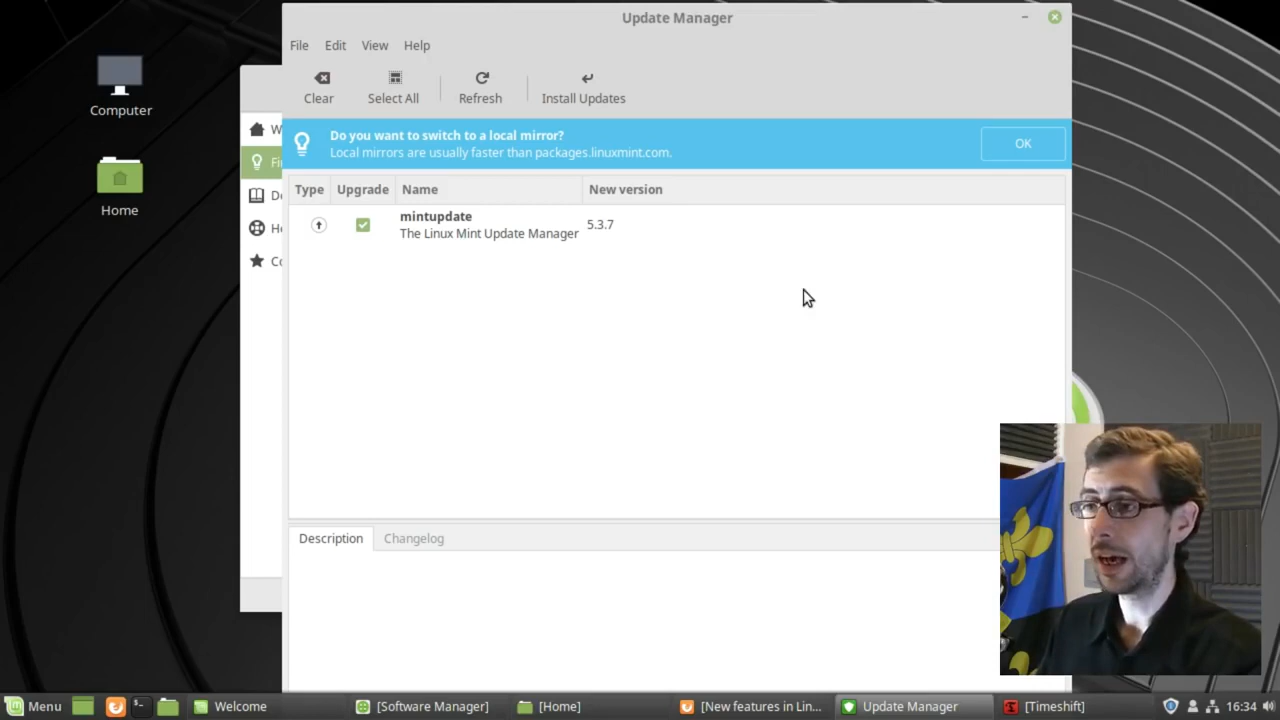 Update Manager
File Edit View Help
Clear Select All Refresh Install Updates
Do you want to switch to a local mirror?
Local mirrors are usually faster than packages.linuxmint.com.
OK
Type Upgrade Name New version
mintupdate
The Linux Mint Update Manager
5.3.7
Description Changelog
Computer
Home
W
Fi
D
He
Co
Menu Welcome [Software Manager] [Home] [New features in Lin... Update Manager [Timeshift] 16:34